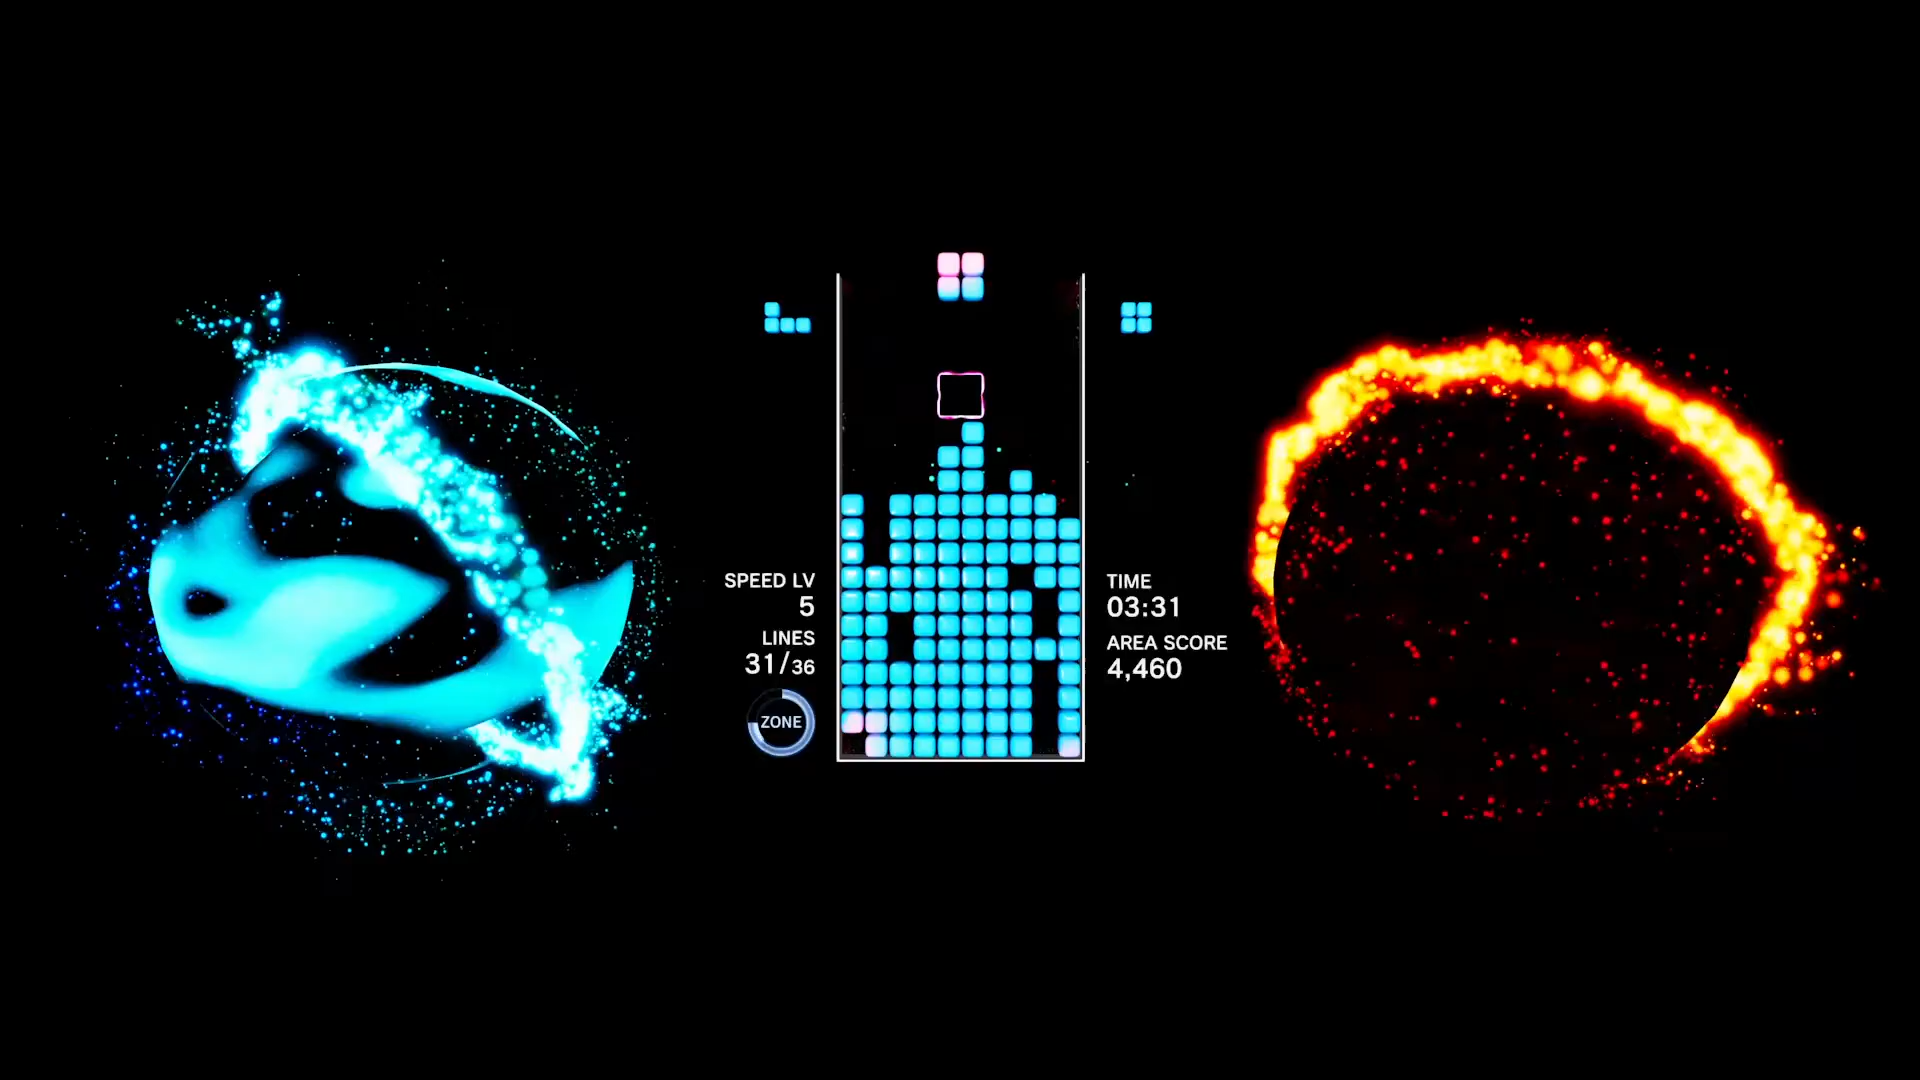 SPEED LV
5
LINES
31/36
ZONE
TIME
03:31
AREA SCORE
4,460